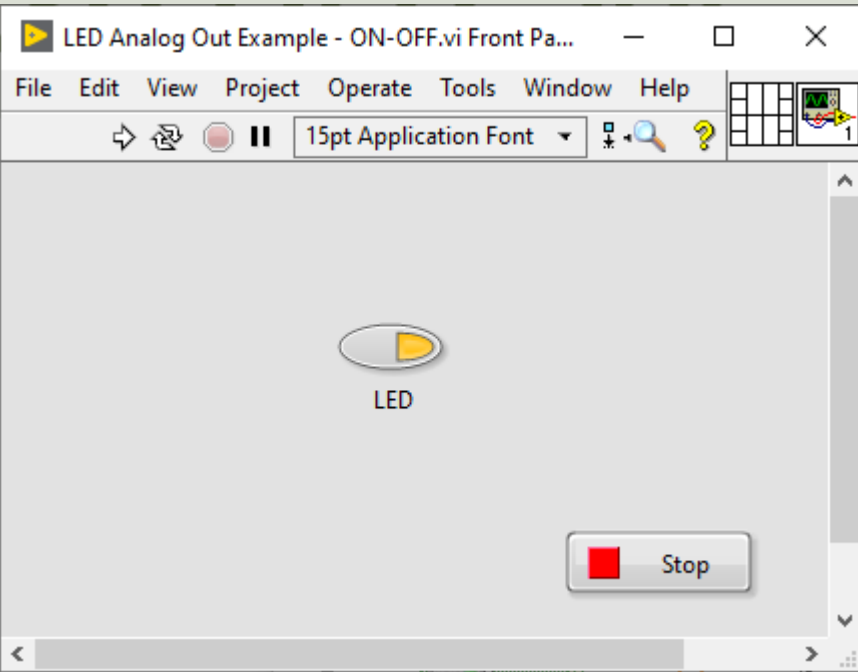 LED Analog Out Example - ON-OFF.vi Front Pa...
File Edit View Project Operate Tools Window Help
15pt Application Font
1
LED
Stop